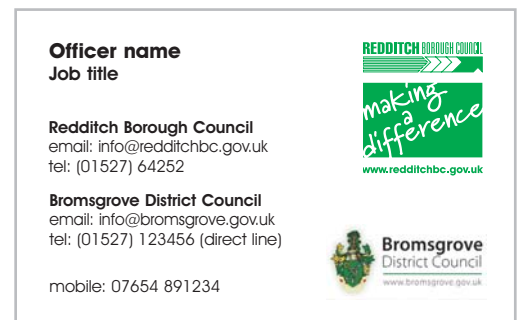 Officer name
Job title
Redditch Borough Council
email: info@redditchbc.gov.uk
tel: (01527) 64252
Bromsgrove District Council
email: info@bromsgrove.gov.uk
tel: (01527) 123456 (direct line)
mobile: 07654 891234
REDDITCH BOROUGH COUNCIL
making
a
difference
www.redditchbc.gov.uk
Bromsgrove
District Council
www.bromsgrove.gov.uk